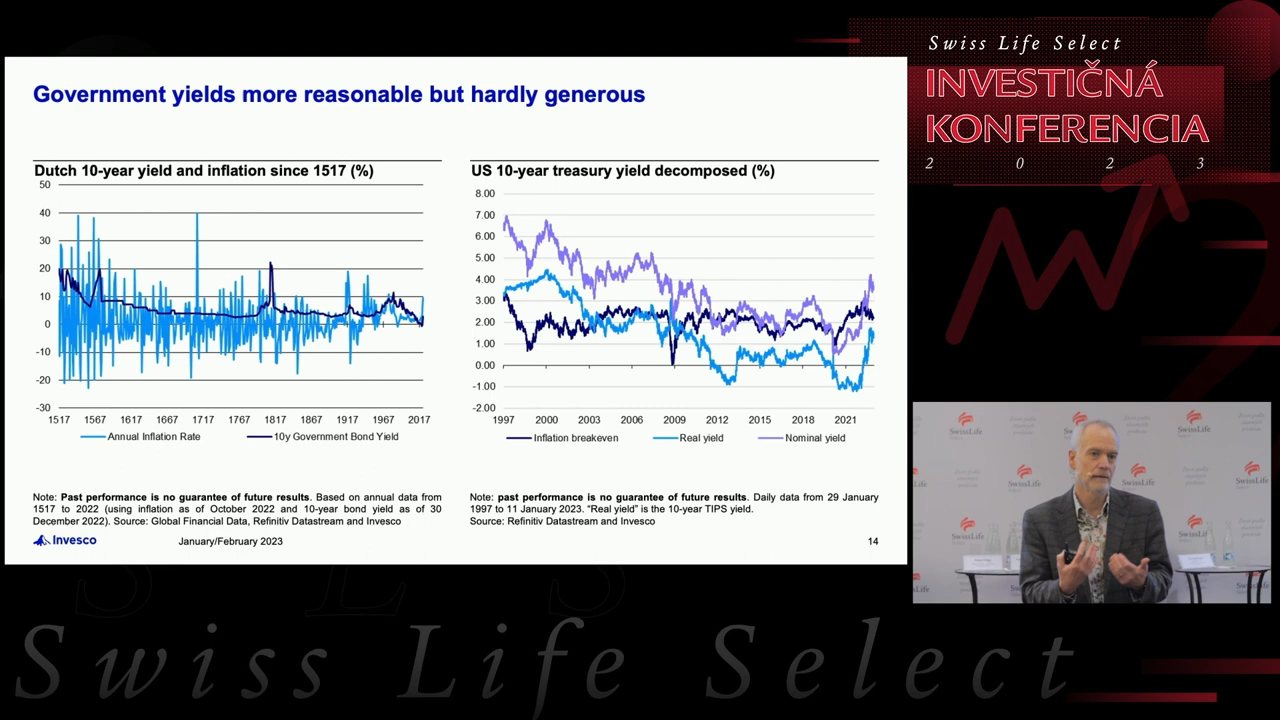 Swiss Life Select
INVESTIČNÁ
KONFERENCIA
2 0 2 3
Government yields more reasonable but hardly generous
Dutch 10-year yield and inflation since 1517 (%)
50
40
30
20
10
0
-10
-20
-30
1517 1567 1617 1667 1717 1767 1817 1867 1917 1967 2017
Annual Inflation Rate 10y Government Bond Yield
Note: Past performance is no guarantee of future results. Based on annual data from
1517 to 2022 (using inflation as of October 2022 and 10-year bond yield as of 30
December 2022). Source: Global Financial Data, Refinitiv Datastream and Invesco
US 10-year treasury yield decomposed (%)
8.00
7.00
6.00
5.00
4.00
3.00
2.00
1.00
0.00
-1.00
-2.00
1997 2000 2003 2006 2009 2012 2015 2018 2021
Inflation breakeven Real yield Nominal yield
Note: past performance is no guarantee of future results. Daily data from 29 January
1997 to 11 January 2023. “Real yield” is the 10-year TIPS yield.
Source: Refinitiv Datastream and Invesco
Invesco January/February 2023 14
SwissLife
SwissLife
SwissLife
SwissLife
S L S
Swiss Life Select